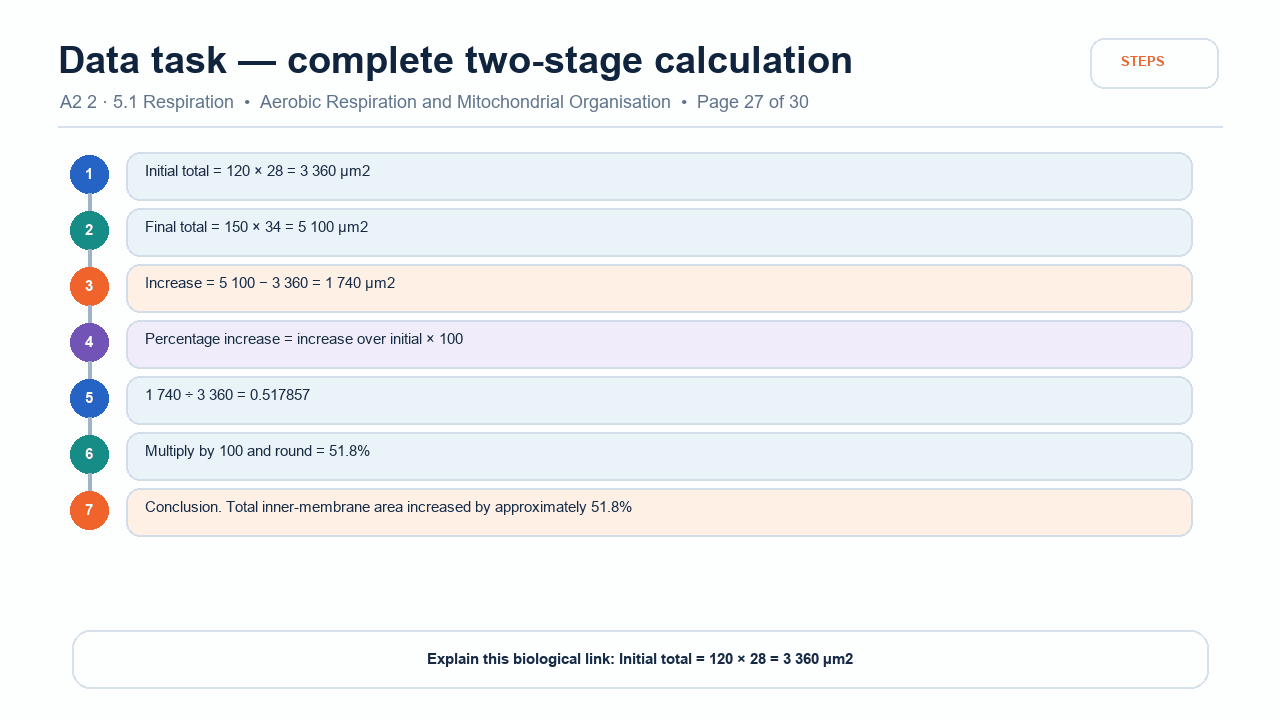 Data task — complete two-stage calculation
STEPS
A2 2 · 5.1 Respiration • Aerobic Respiration and Mitochondrial Organisation • Page 27 of 30
1 Initial total = 120 × 28 = 3 360 µm2
2 Final total = 150 × 34 = 5 100 µm2
3 Increase = 5 100 − 3 360 = 1 740 µm2
4 Percentage increase = increase over initial × 100
5 1 740 ÷ 3 360 = 0.517857
6 Multiply by 100 and round = 51.8%
7 Conclusion. Total inner-membrane area increased by approximately 51.8%
Explain this biological link: Initial total = 120 × 28 = 3 360 µm2